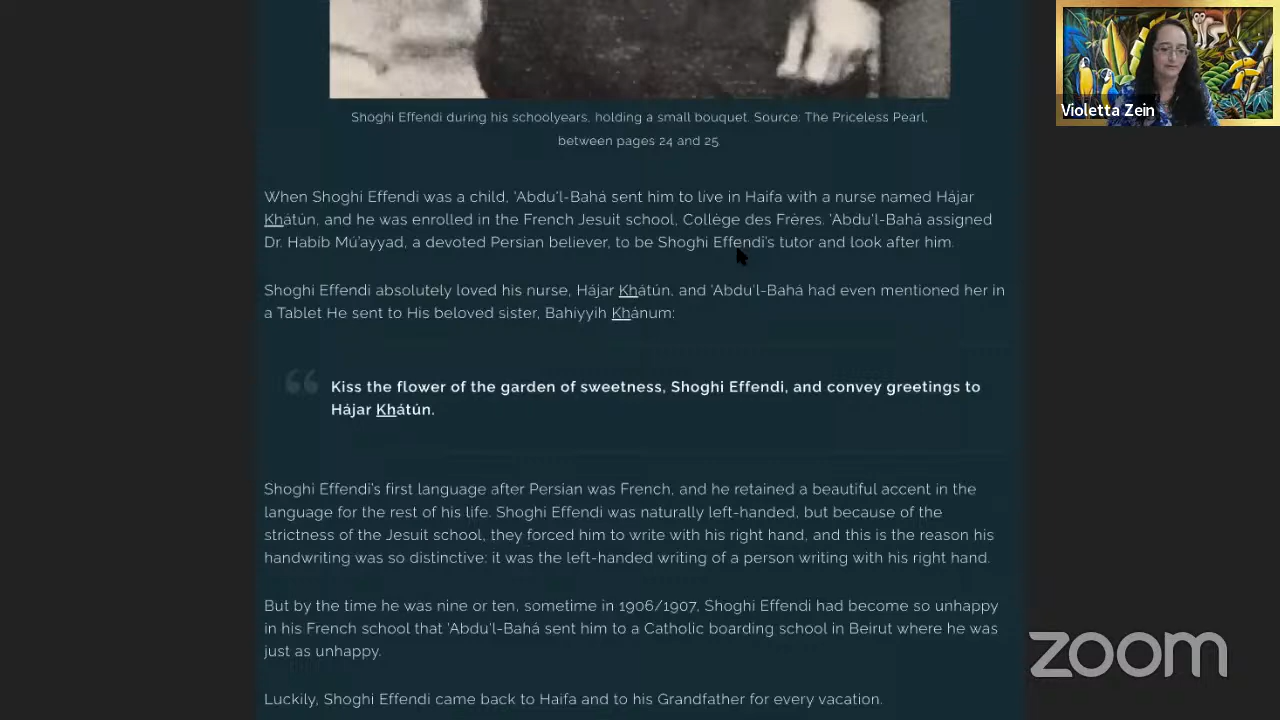 Violetta Zein
Shoghi Effendi during his schoolyears, holding a small bouquet. Source: The Priceless Pearl,
between pages 24 and 25.
When Shoghi Effendi was a child, 'Abdu'l-Bahá sent him to live in Haifa with a nurse named Hájar
Khátún, and he was enrolled in the French Jesuit school, Collège des Frères. 'Abdu'l-Bahá assigned
Dr. Habíb Mú'ayyad, a devoted Persian believer, to be Shoghi Effendi's tutor and look after him.
Shoghi Effendi absolutely loved his nurse, Hájar Khátún, and 'Abdu'l-Bahá had even mentioned her in
a Tablet He sent to His beloved sister, Bahíyyih Khánum:
“ Kiss the flower of the garden of sweetness, Shoghi Effendi, and convey greetings to
Hájar Khátún.
Shoghi Effendi's first language after Persian was French, and he retained a beautiful accent in the
language for the rest of his life. Shoghi Effendi was naturally left-handed, but because of the
strictness of the Jesuit school, they forced him to write with his right hand, and this is the reason his
handwriting was so distinctive: it was the left-handed writing of a person writing with his right hand.
But by the time he was nine or ten, sometime in 1906/1907, Shoghi Effendi had become so unhappy
in his French school that 'Abdu'l-Bahá sent him to a Catholic boarding school in Beirut where he was
just as unhappy.
Luckily, Shoghi Effendi came back to Haifa and to his Grandfather for every vacation.
zoom